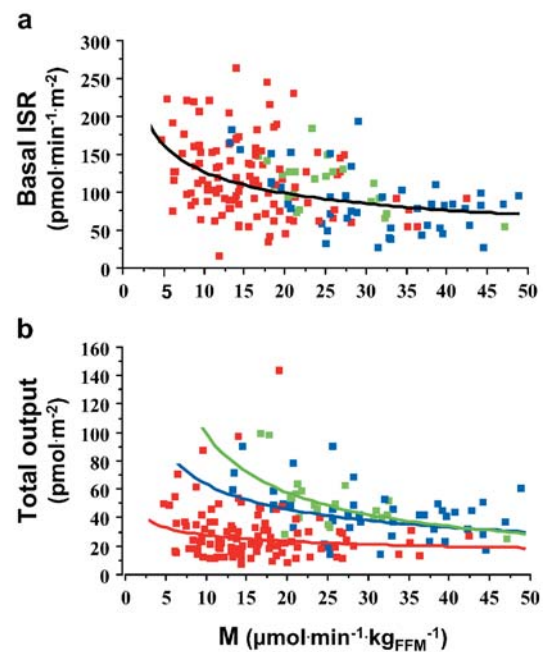 a
Basal ISR
(pmol·min⁻¹·m⁻²)
300
250
200
150
100
50
0
0 5 10 15 20 25 30 35 40 45 50
b
Total output
(pmol·m⁻²)
160
140
120
100
80
60
40
20
0
0 5 10 15 20 25 30 35 40 45 50
M (µmol·min⁻¹·kg_FFM⁻¹)